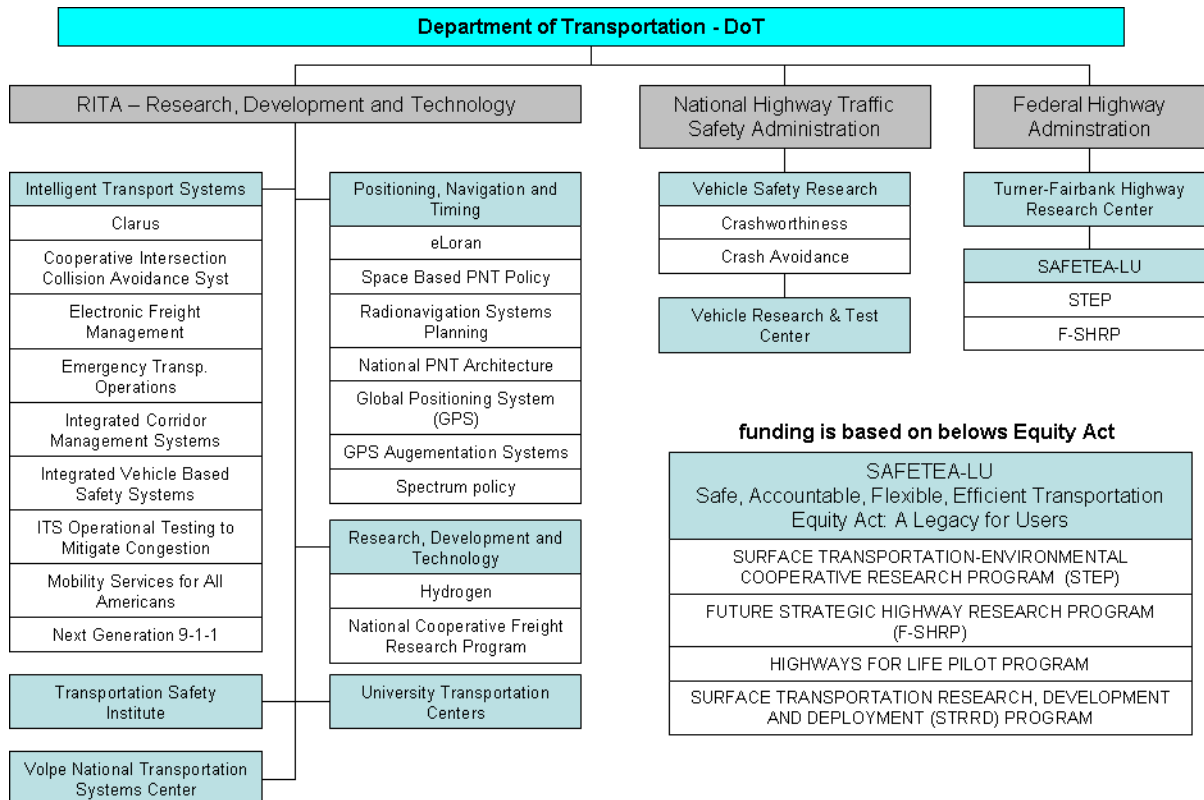 Department of Transportation - DoT
RITA – Research, Development and Technology
National Highway Traffic
Safety Administration
Federal Highway
Adminstration
Intelligent Transport Systems
Clarus
Cooperative Intersection
Collision Avoidance Syst
Electronic Freight
Management
Emergency Transp.
Operations
Integrated Corridor
Management Systems
Integrated Vehicle Based
Safety Systems
ITS Operational Testing to
Mitigate Congestion
Mobility Services for All
Americans
Next Generation 9-1-1
Transportation Safety
Institute
Volpe National Transportation
Systems Center
Positioning, Navigation and
Timing
eLoran
Space Based PNT Policy
Radionavigation Systems
Planning
National PNT Architecture
Global Positioning System
(GPS)
GPS Augementation Systems
Spectrum policy
Research, Development and
Technology
Hydrogen
National Cooperative Freight
Research Program
University Transportation
Centers
Vehicle Safety Research
Crashworthiness
Crash Avoidance
Vehicle Research & Test
Center
Turner-Fairbank Highway
Research Center
SAFETEA-LU
STEP
F-SHRP
funding is based on belows Equity Act
SAFETEA-LU
Safe, Accountable, Flexible, Efficient Transportation
Equity Act: A Legacy for Users
SURFACE TRANSPORTATION-ENVIRONMENTAL
COOPERATIVE RESEARCH PROGRAM (STEP)
FUTURE STRATEGIC HIGHWAY RESEARCH PROGRAM
(F-SHRP)
HIGHWAYS FOR LIFE PILOT PROGRAM
SURFACE TRANSPORTATION RESEARCH, DEVELOPMENT
AND DEPLOYMENT (STRRD) PROGRAM